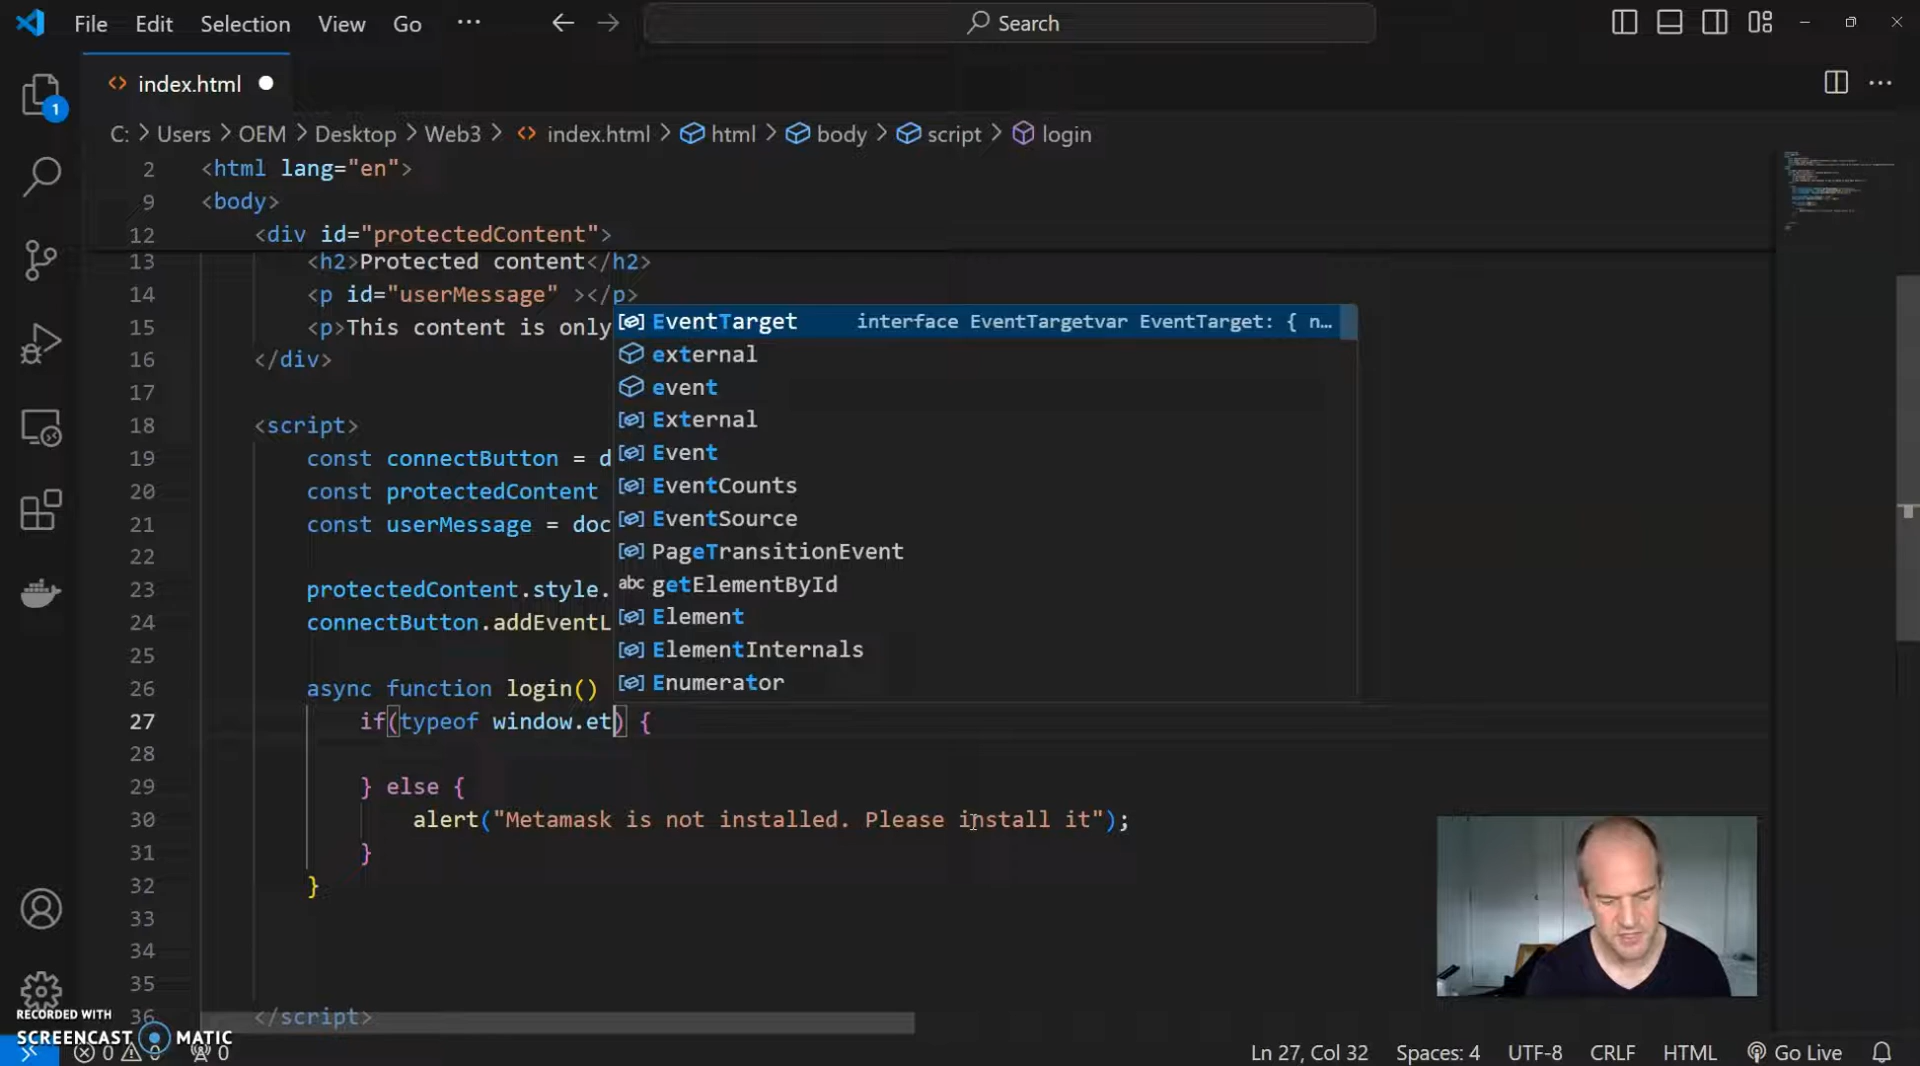 File Edit View Go ··· Search
index.html
1
C: > Users > OEM > Desktop > Web3 > index.html > html > body > script > login
2 <html lang="en">
9 <body>
12 <div id="protectedContent">
13 <h2>Protected content</h2>
14 <p id="userMessage" ></p>
15 <p>This content is only
16 </div>
17
18 <script>
19 const connectButton = d
20 const protectedContent
21 const userMessage = doc
22
23 protectedContent.style.
24 connectButton.addEventL
25
26 async function login()
27 if(typeof window.et) {
28
29 } else {
30 alert("Metamask is not installed. Please install it");
31 }
32 }
33
34
35
36 </script>
EventTarget interface EventTargetvar EventTarget: { n…
external
event
External
Event
EventCounts
EventSource
PageTransitionEvent
abc getElementById
Element
ElementInternals
Enumerator
RECORDED WITH
SCREENCAST MATIC
0 0 0 Ln 27, Col 32 Spaces: 4 UTF-8 CRLF HTML Go Live